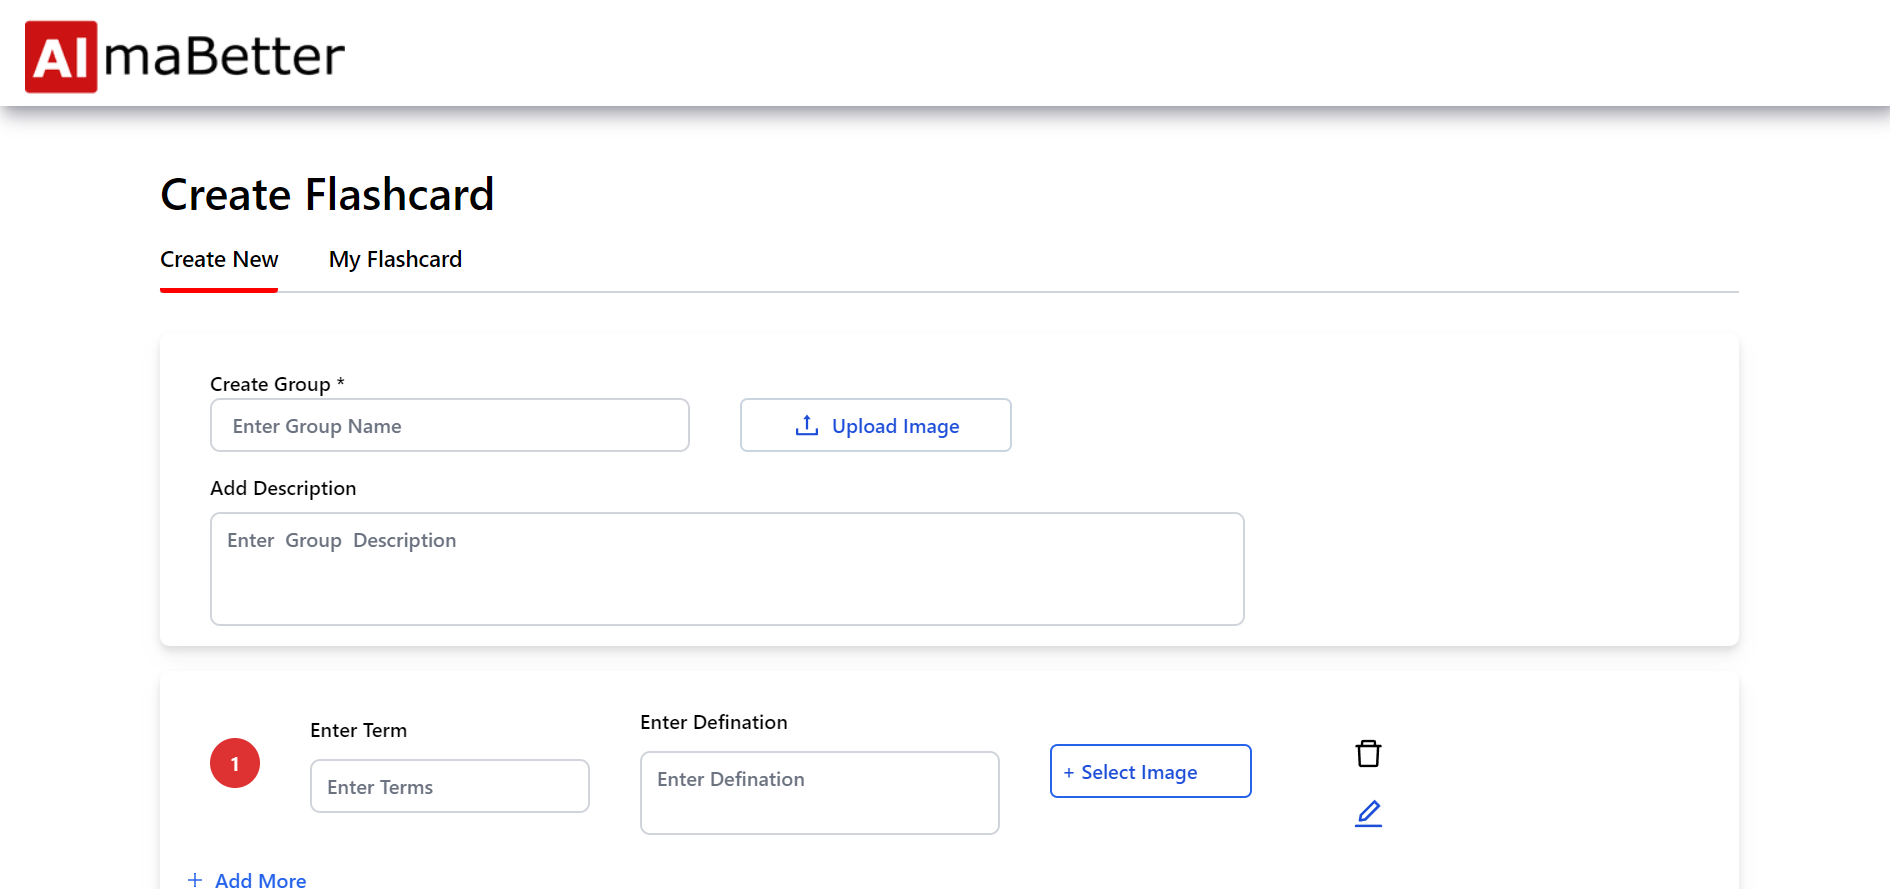 AlmaBetter
Create Flashcard
Create New My Flashcard
Create Group *
Enter Group Name
Upload Image
Add Description
Enter Group Description
1
Enter Term
Enter Terms
Enter Defination
Enter Defination
+ Select Image
+ Add More